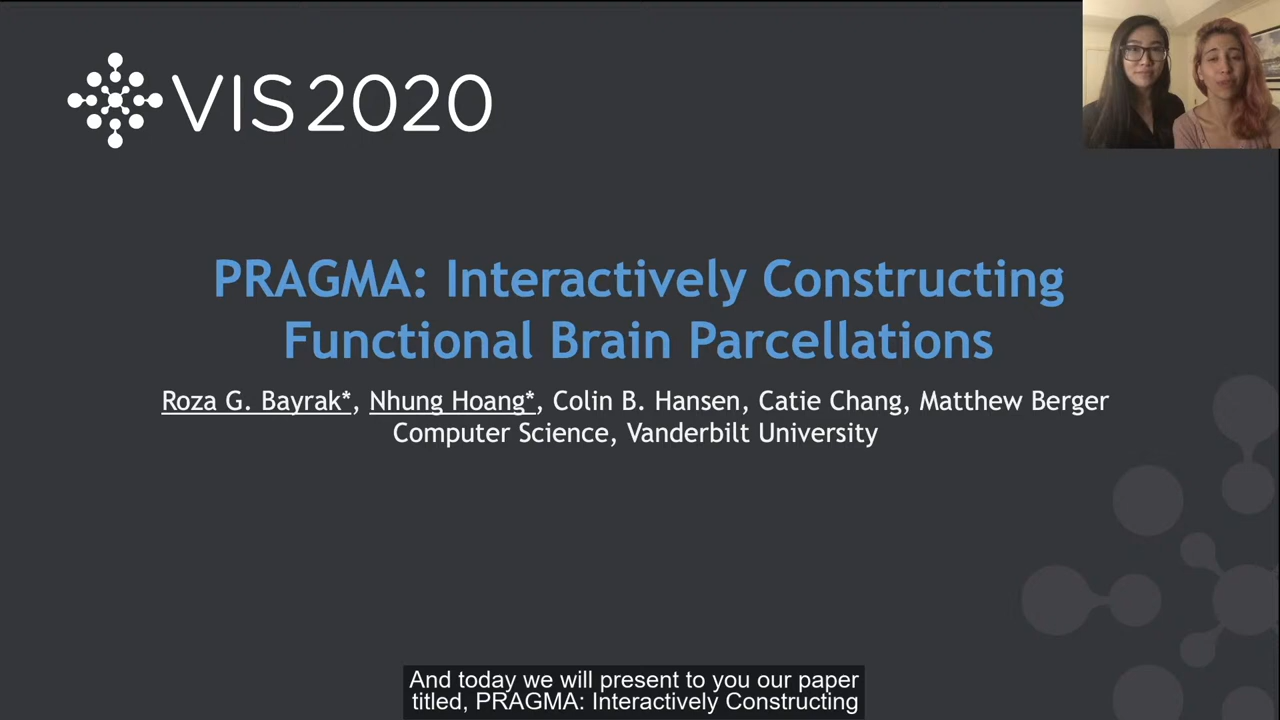 VIS2020
PRAGMA: Interactively Constructing
Functional Brain Parcellations
Roza G. Bayrak*, Nhung Hoang*, Colin B. Hansen, Catie Chang, Matthew Berger
Computer Science, Vanderbilt University
And today we will present to you our paper
titled, PRAGMA: Interactively Constructing